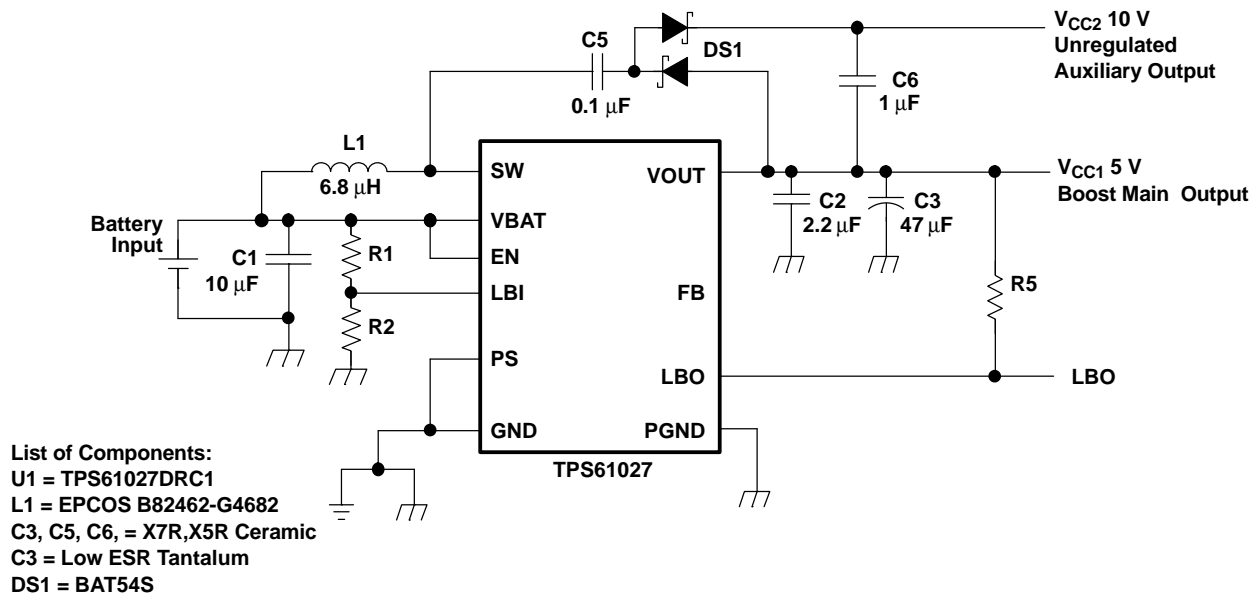 C5
0.1 μF
DS1
VCC2 10 V
Unregulated
Auxiliary Output
C6
1 μF
L1
6.8 μH
SW
VOUT
VCC1 5 V
Boost Main Output
C2
2.2 μF
C3
47 μF
Battery
Input
VBAT
C1
10 μF
R1
EN
LBI
FB
R5
R2
PS
LBO
LBO
GND
PGND
TPS61027
List of Components:
U1 = TPS61027DRC1
L1 = EPCOS B82462-G4682
C3, C5, C6, = X7R,X5R Ceramic
C3 = Low ESR Tantalum
DS1 = BAT54S